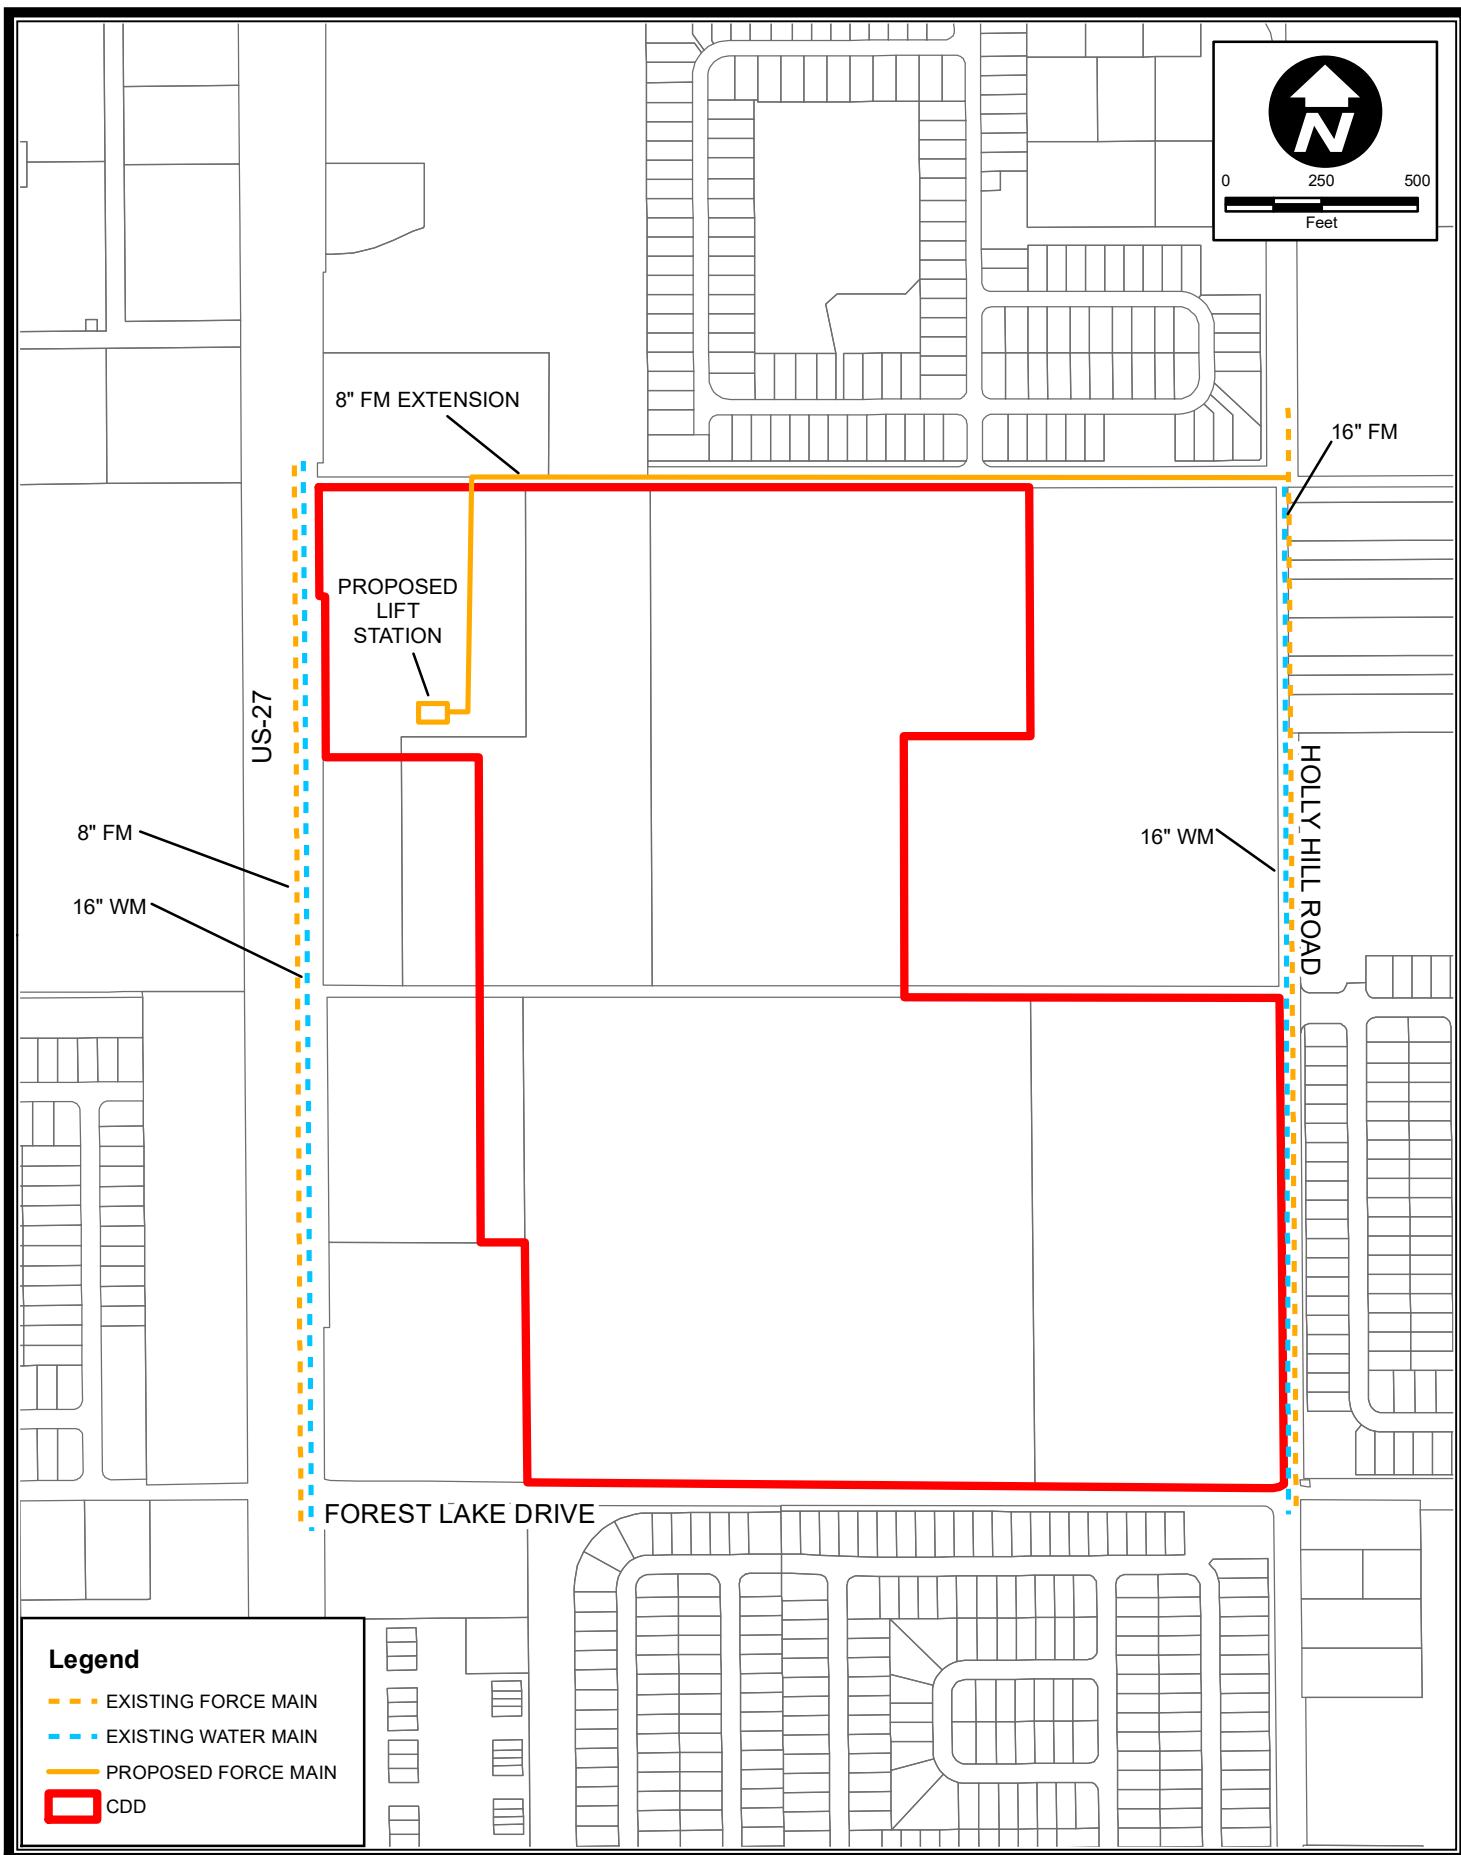 N
0 250 500
Feet
8" FM EXTENSION
16" FM
PROPOSED
LIFT
STATION
US-27
8" FM
16" WM
16" WM
HOLLY HILL ROAD
FOREST LAKE DRIVE
Legend
EXISTING FORCE MAIN
EXISTING WATER MAIN
PROPOSED FORCE MAIN
CDD